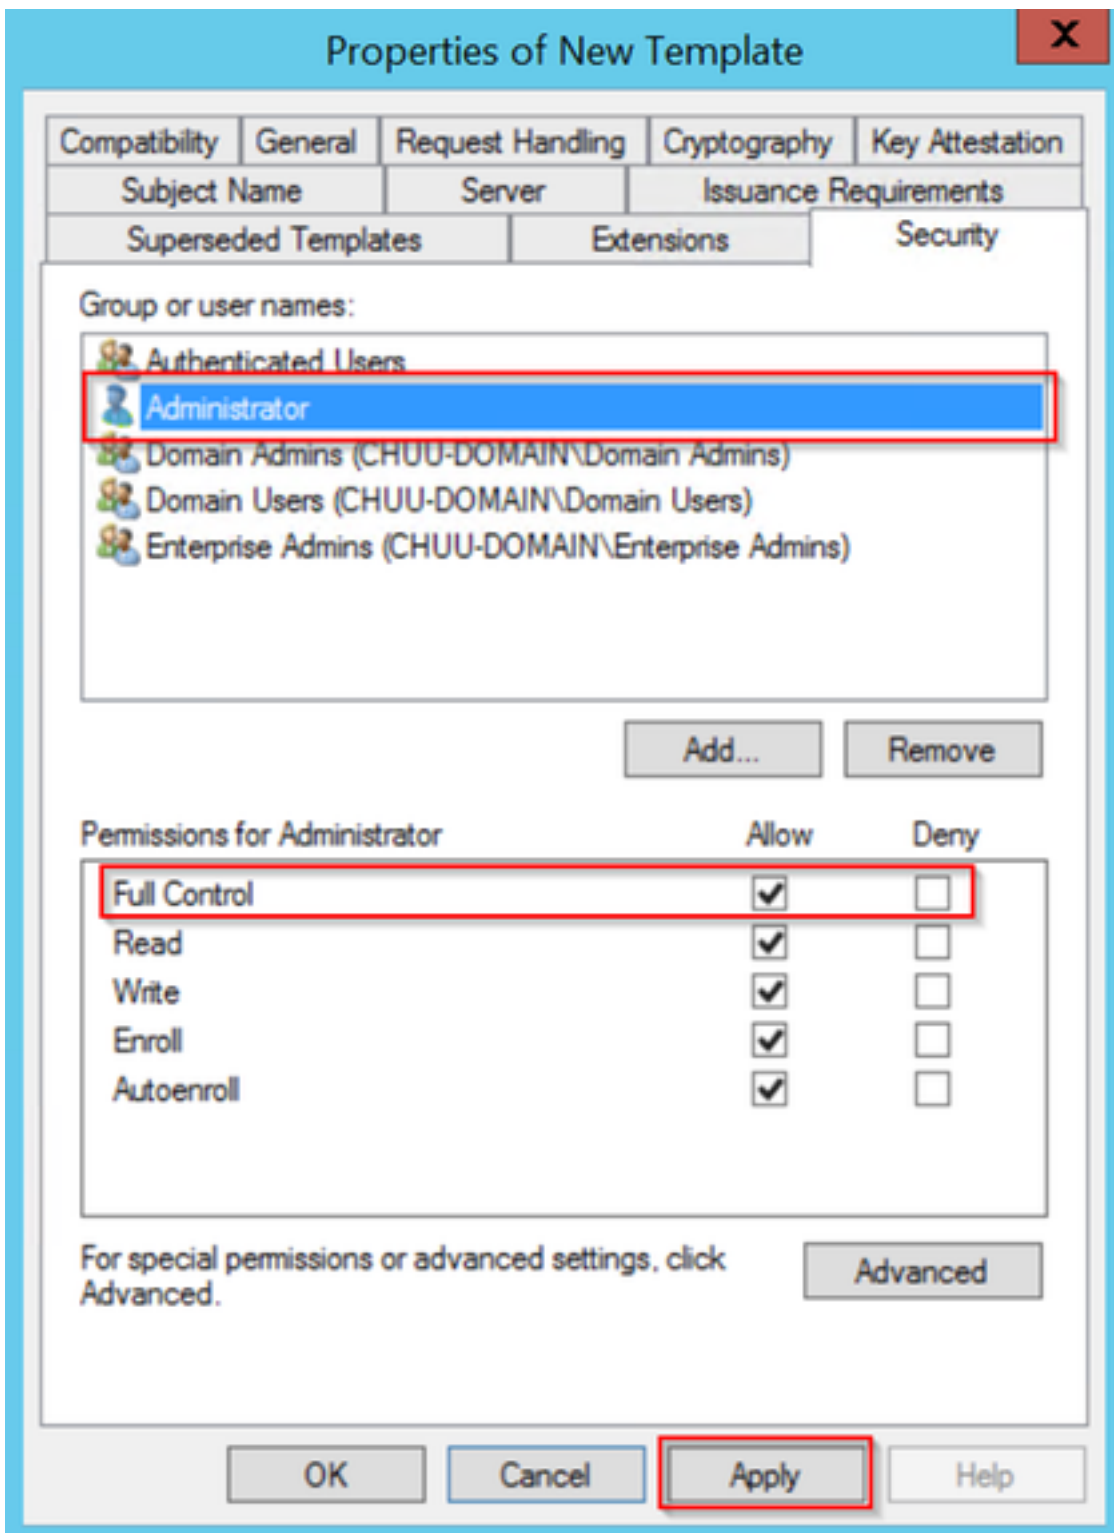 Properties of New Template
X
Compatibility General Request Handling Cryptography Key Attestation
Subject Name Server Issuance Requirements
Superseded Templates Extensions Security
Group or user names:
Authenticated Users
Administrator
Domain Admins (CHUU-DOMAIN\Domain Admins)
Domain Users (CHUU-DOMAIN\Domain Users)
Enterprise Admins (CHUU-DOMAIN\Enterprise Admins)
Add... Remove
Permissions for Administrator Allow Deny
Full Control
Read
Write
Enroll
Autoenroll
For special permissions or advanced settings, click
Advanced.
Advanced
OK Cancel Apply Help